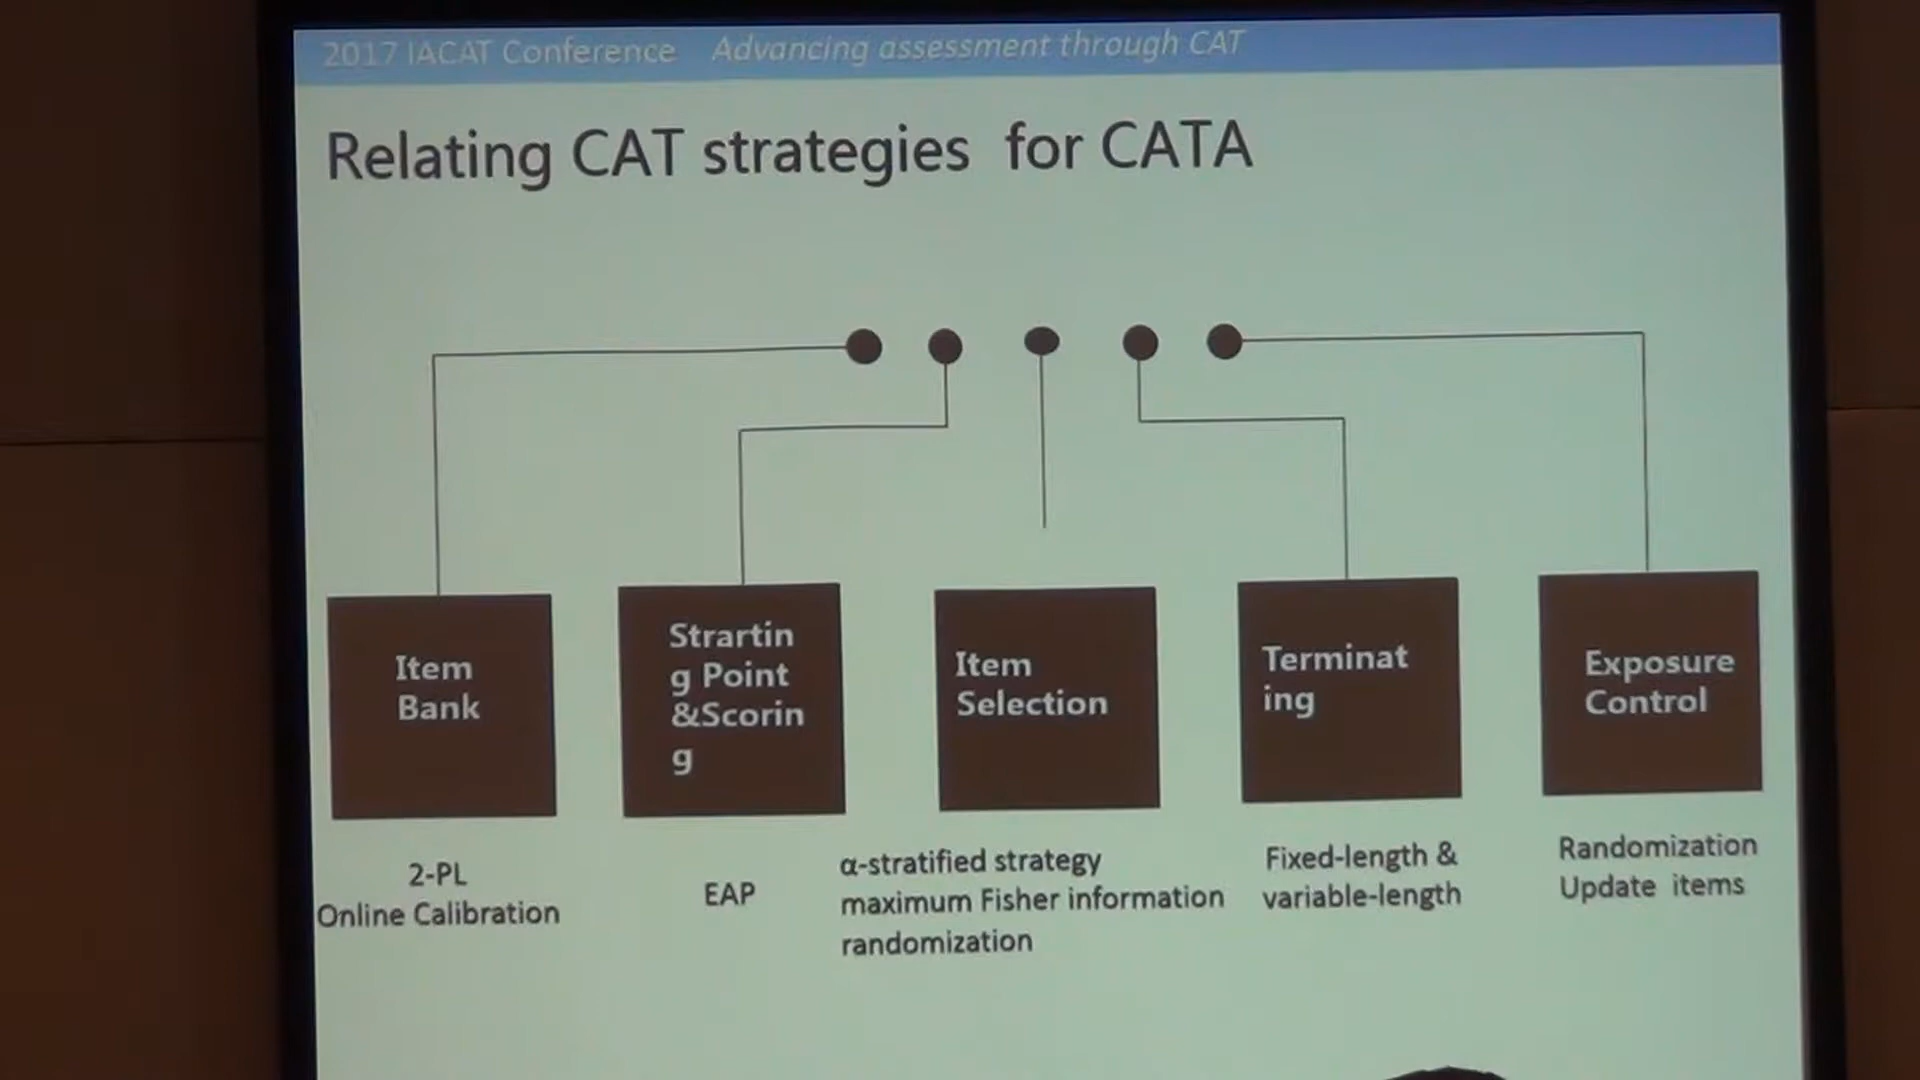 2017 IACAT Conference Advancing assessment through CAT
Relating CAT strategies for CATA
Item
Bank
Strartin
g Point
&Scorin
g
Item
Selection
Terminat
ing
Exposure
Control
2-PL
Online Calibration
EAP
α-stratified strategy
maximum Fisher information
randomization
Fixed-length &
variable-length
Randomization
Update items